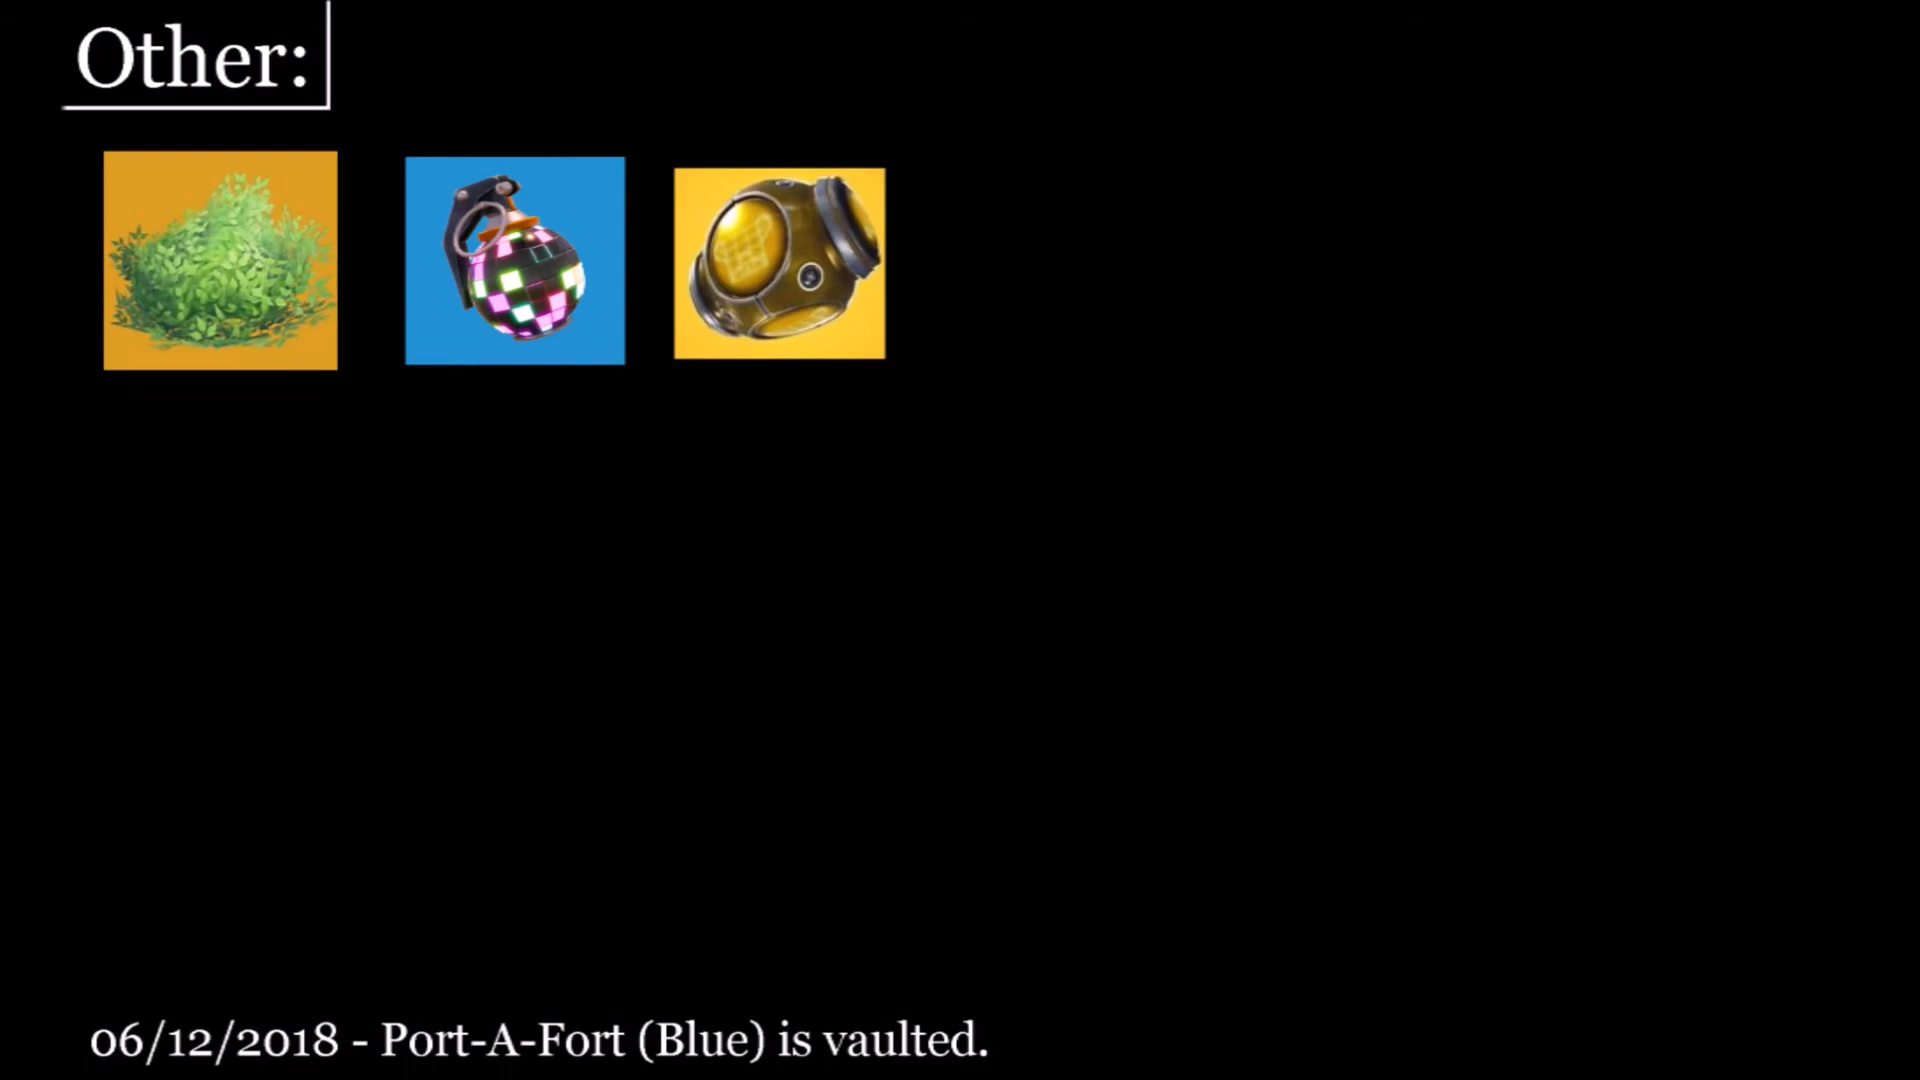 Other:
06/12/2018 - Port-A-Fort (Blue) is vaulted.